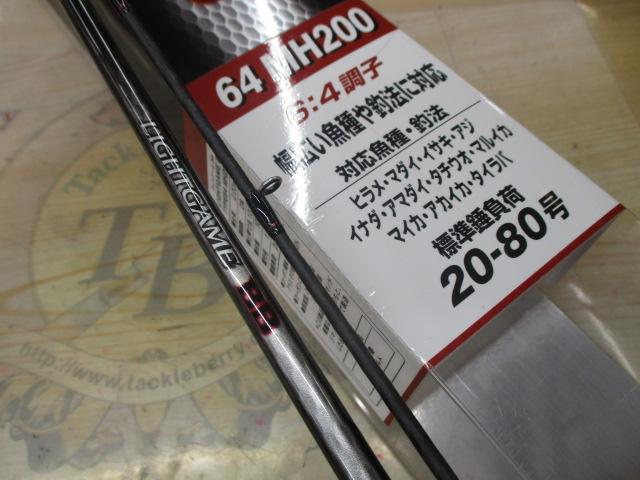 64 MH200
6:4調子
幅広い魚種や釣法に対応
対応魚種・釣法
ヒラメ・マダイ・イサキ・アジ
イナダ・アマダイ・タチウオ・マルイカ
マイカ・アカイカ・タイラバ
標準錘負荷
20-80号
LIGHTGAME BB
TB
http://www.tackleberry.co